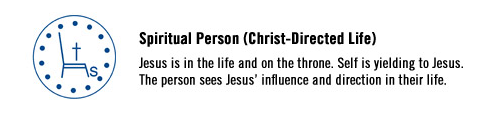 S
Spiritual Person (Christ-Directed Life)
Jesus is in the life and on the throne. Self is yielding to Jesus.
The person sees Jesus’ influence and direction in their life.